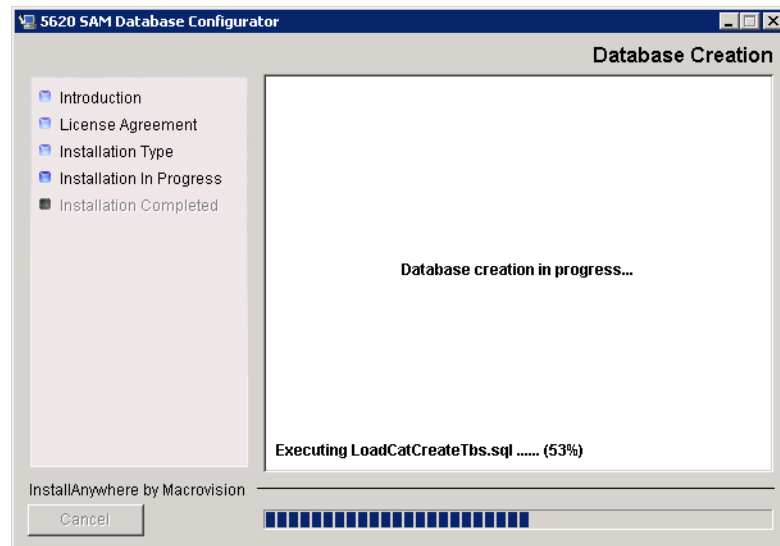 5620 SAM Database Configurator
Database Creation
Introduction
License Agreement
Installation Type
Installation In Progress
Installation Completed
Database creation in progress...
Executing LoadCatCreateTbs.sql ...... (53%)
InstallAnywhere by Macrovision
Cancel